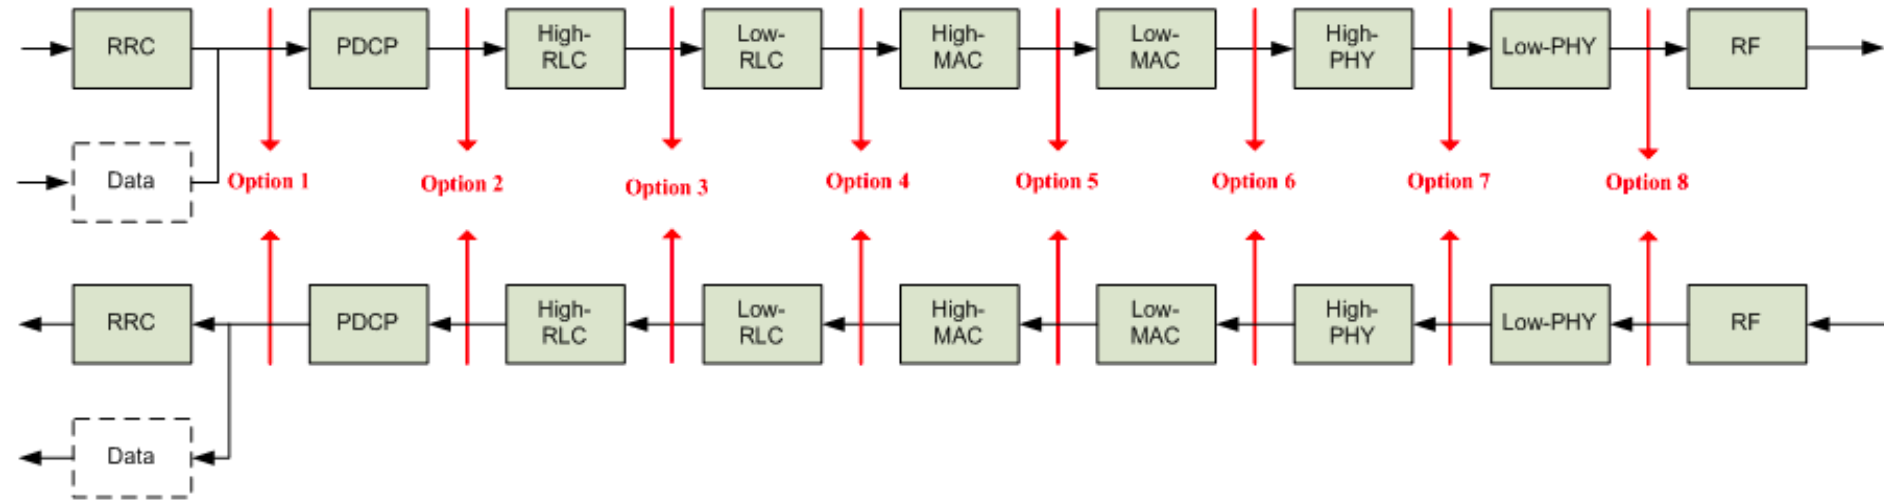 RRC
PDCP
High-
RLC
Low-
RLC
High-
MAC
Low-
MAC
High-
PHY
Low-PHY
RF
Data
Option 1
Option 2
Option 3
Option 4
Option 5
Option 6
Option 7
Option 8
RRC
PDCP
High-
RLC
Low-
RLC
High-
MAC
Low-
MAC
High-
PHY
Low-PHY
RF
Data